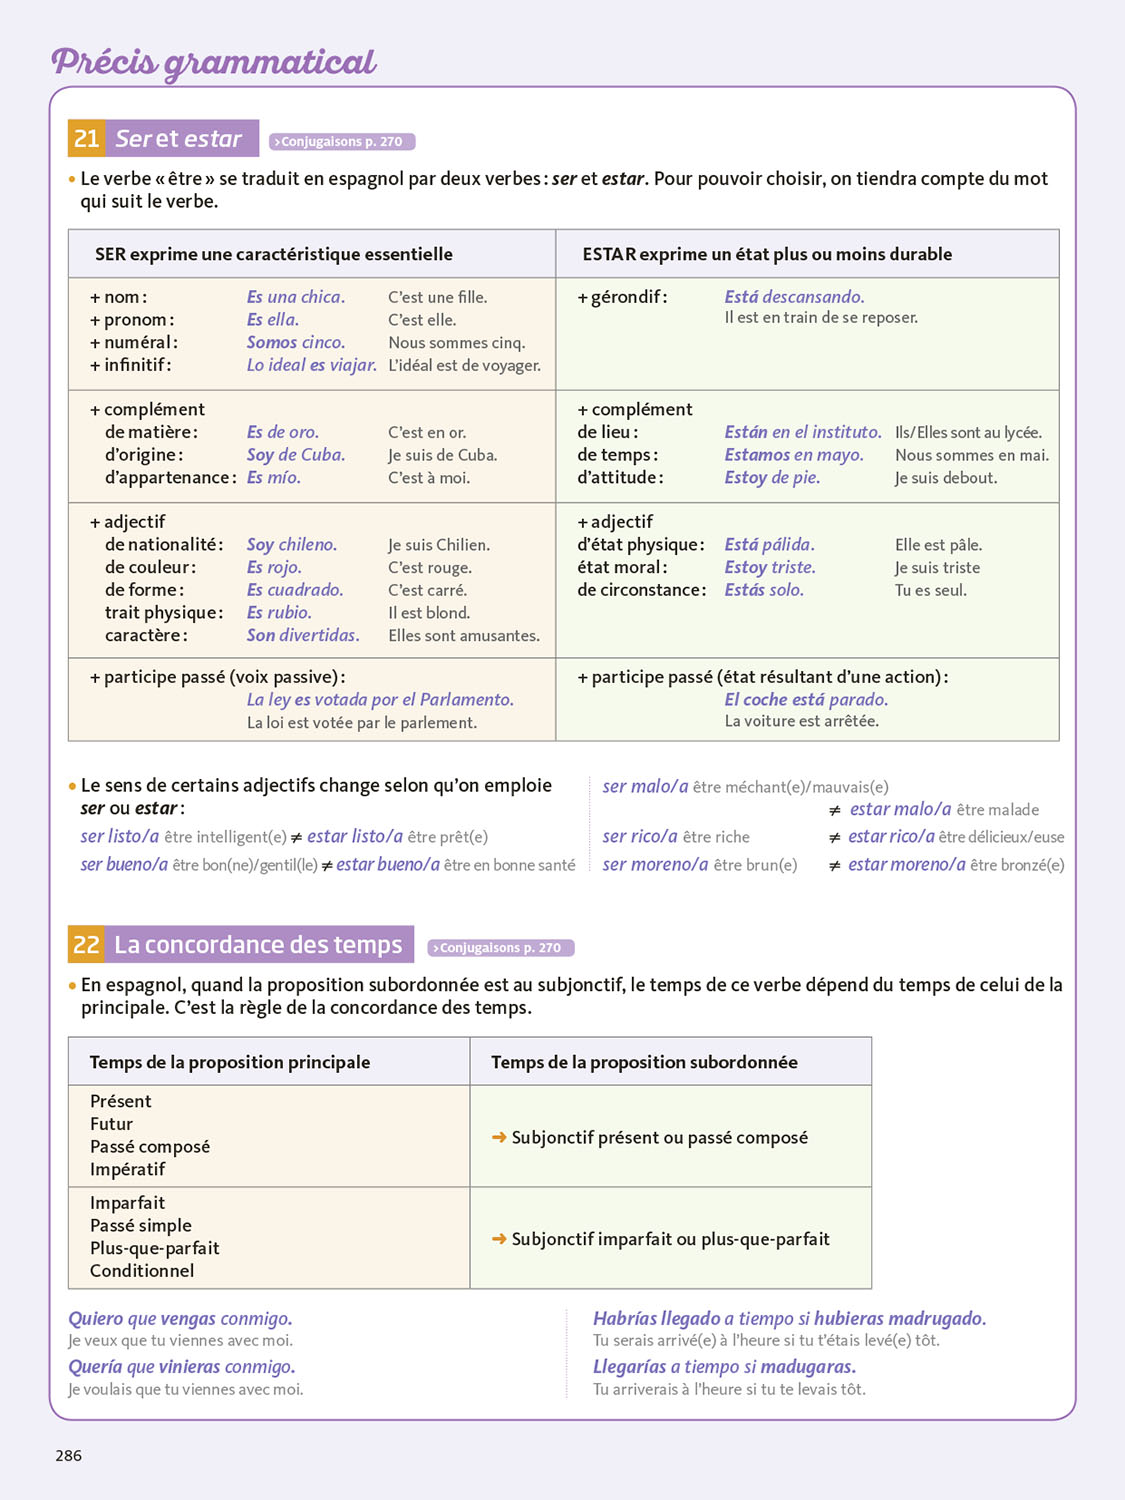 Précis grammatical
21 Ser et estar ›Conjugaisons p. 270
• Le verbe « être » se traduit en espagnol par deux verbes : ser et estar. Pour pouvoir choisir, on tiendra compte du mot
qui suit le verbe.
SER exprime une caractéristique essentielle
ESTAR exprime un état plus ou moins durable
+ nom : Es una chica. C'est une fille.
+ pronom : Es ella. C'est elle.
+ numéral : Somos cinco. Nous sommes cinq.
+ infinitif : Lo ideal es viajar. L'idéal est de voyager.
+ gérondif : Está descansando.
Il est en train de se reposer.
+ complément
de matière : Es de oro. C'est en or.
d'origine : Soy de Cuba. Je suis de Cuba.
d'appartenance : Es mío. C'est à moi.
+ complément
de lieu : Están en el instituto. Ils/Elles sont au lycée.
de temps : Estamos en mayo. Nous sommes en mai.
d'attitude : Estoy de pie. Je suis debout.
+ adjectif
de nationalité : Soy chileno. Je suis Chilien.
de couleur : Es rojo. C'est rouge.
de forme : Es cuadrado. C'est carré.
trait physique : Es rubio. Il est blond.
caractère : Son divertidas. Elles sont amusantes.
+ adjectif
d'état physique : Está pálida. Elle est pâle.
état moral : Estoy triste. Je suis triste
de circonstance : Estás solo. Tu es seul.
+ participe passé (voix passive) :
La ley es votada por el Parlamento.
La loi est votée par le parlement.
+ participe passé (état résultant d'une action) :
El coche está parado.
La voiture est arrêtée.
• Le sens de certains adjectifs change selon qu'on emploie
ser ou estar :
ser listo/a être intelligent(e) ≠ estar listo/a être prêt(e)
ser bueno/a être bon(ne)/gentil(le) ≠ estar bueno/a être en bonne santé
ser malo/a être méchant(e)/mauvais(e)
≠ estar malo/a être malade
ser rico/a être riche ≠ estar rico/a être délicieux/euse
ser moreno/a être brun(e) ≠ estar moreno/a être bronzé(e)
22 La concordance des temps ›Conjugaisons p. 270
• En espagnol, quand la proposition subordonnée est au subjonctif, le temps de ce verbe dépend du temps de celui de la
principale. C'est la règle de la concordance des temps.
Temps de la proposition principale
Temps de la proposition subordonnée
Présent
Futur
Passé composé
Impératif
➜ Subjonctif présent ou passé composé
Imparfait
Passé simple
Plus-que-parfait
Conditionnel
➜ Subjonctif imparfait ou plus-que-parfait
Quiero que vengas conmigo.
Je veux que tu viennes avec moi.
Quería que vinieras conmigo.
Je voulais que tu viennes avec moi.
Habrías llegado a tiempo si hubieras madrugado.
Tu serais arrivé(e) à l'heure si tu t'étais levé(e) tôt.
Llegarías a tiempo si madugaras.
Tu arriverais à l'heure si tu te levais tôt.
286